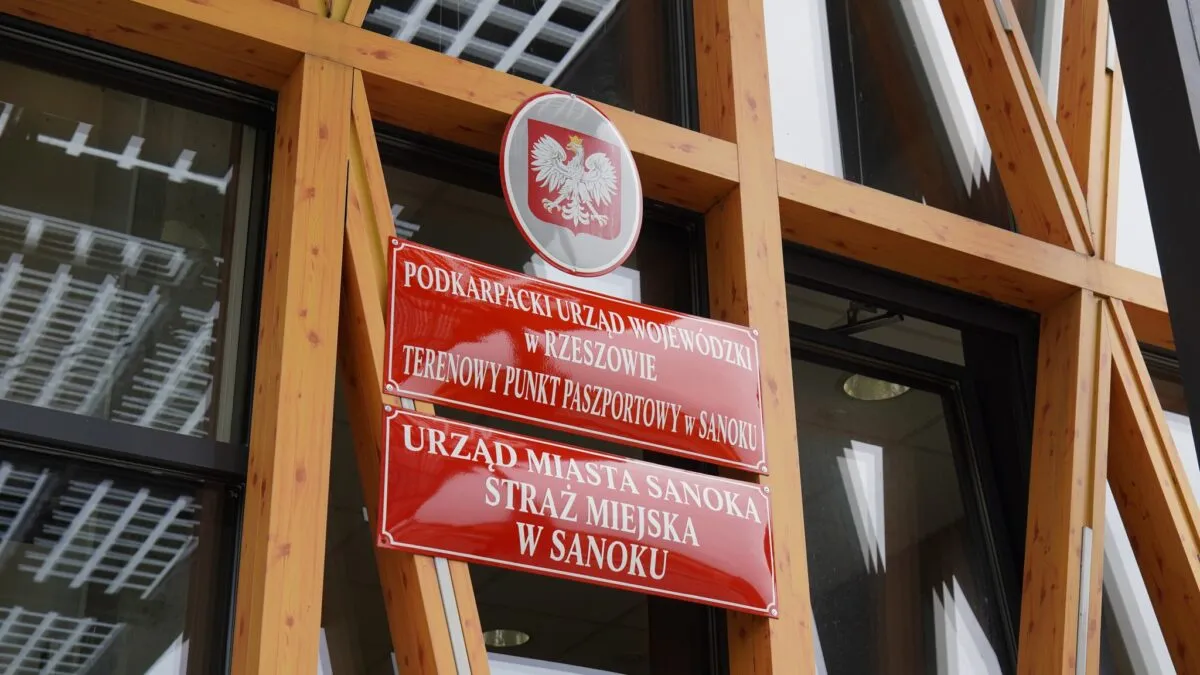 PODKARPACKI URZĄD WOJEWÓDZKI
w RZESZOWIE
TERENOWY PUNKT PASZPORTOWY w SANOKU
URZĄD MIASTA SANOKA
STRAŻ MIEJSKA
W SANOKU